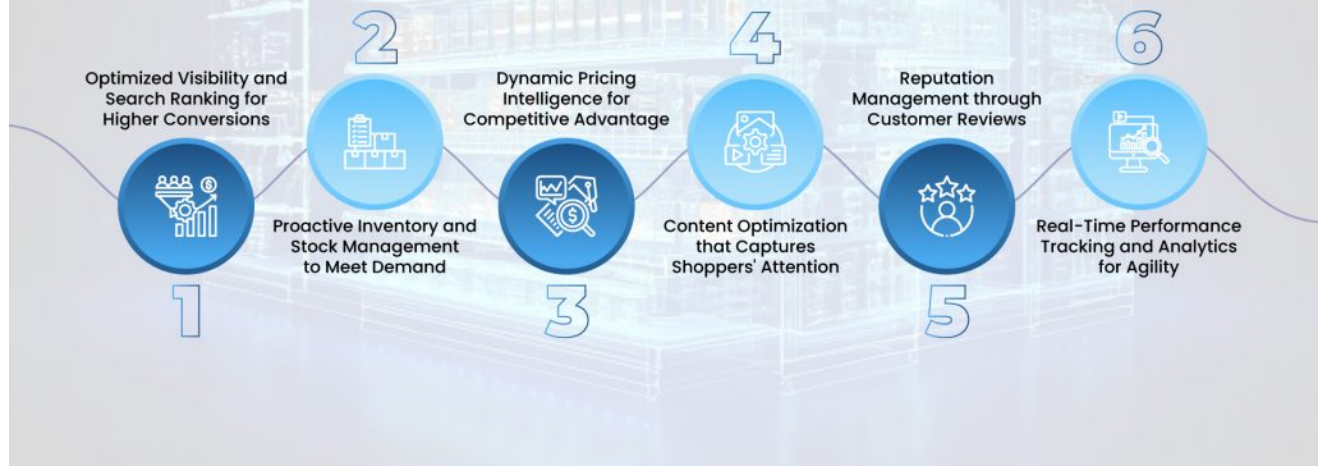 1
Optimized Visibility and
Search Ranking for
Higher Conversions
2
Proactive Inventory and
Stock Management
to Meet Demand
3
Dynamic Pricing
Intelligence for
Competitive Advantage
4
Content Optimization
that Captures
Shoppers' Attention
5
Reputation
Management through
Customer Reviews
6
Real-Time Performance
Tracking and Analytics
for Agility